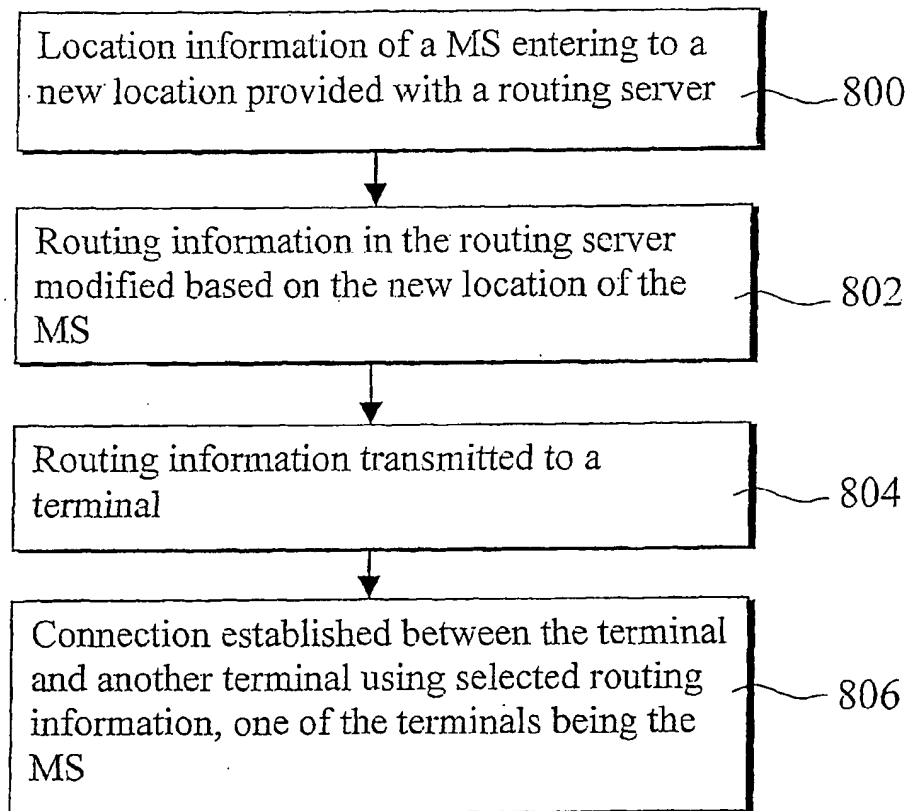 Location information of a MS entering to a
new location provided with a routing server
800
Routing information in the routing server
modified based on the new location of the
MS
802
Routing information transmitted to a
terminal
804
Connection established between the terminal
and another terminal using selected routing
information, one of the terminals being the
MS
806